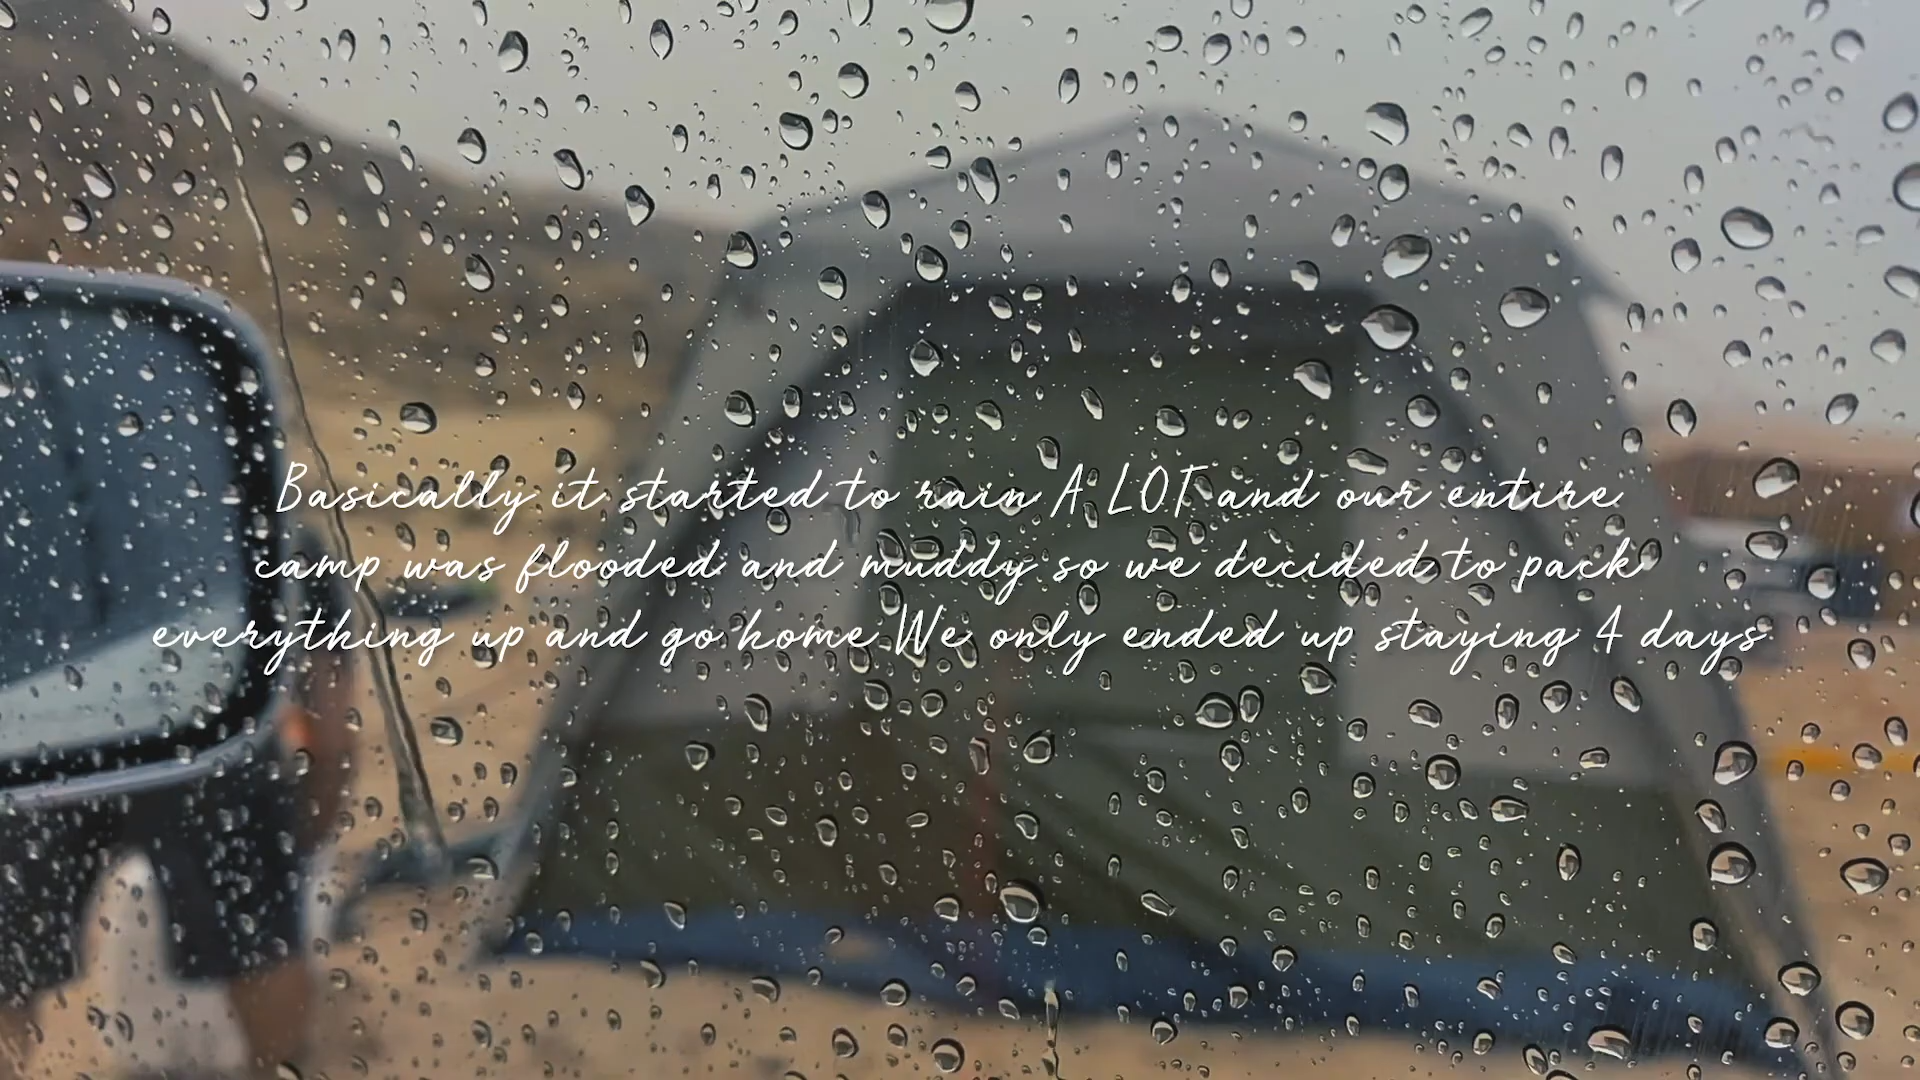 Basically it started to rain A LOT and our entire
camp was flooded and muddy so we decided to pack
everything up and go home We only ended up staying 4 days